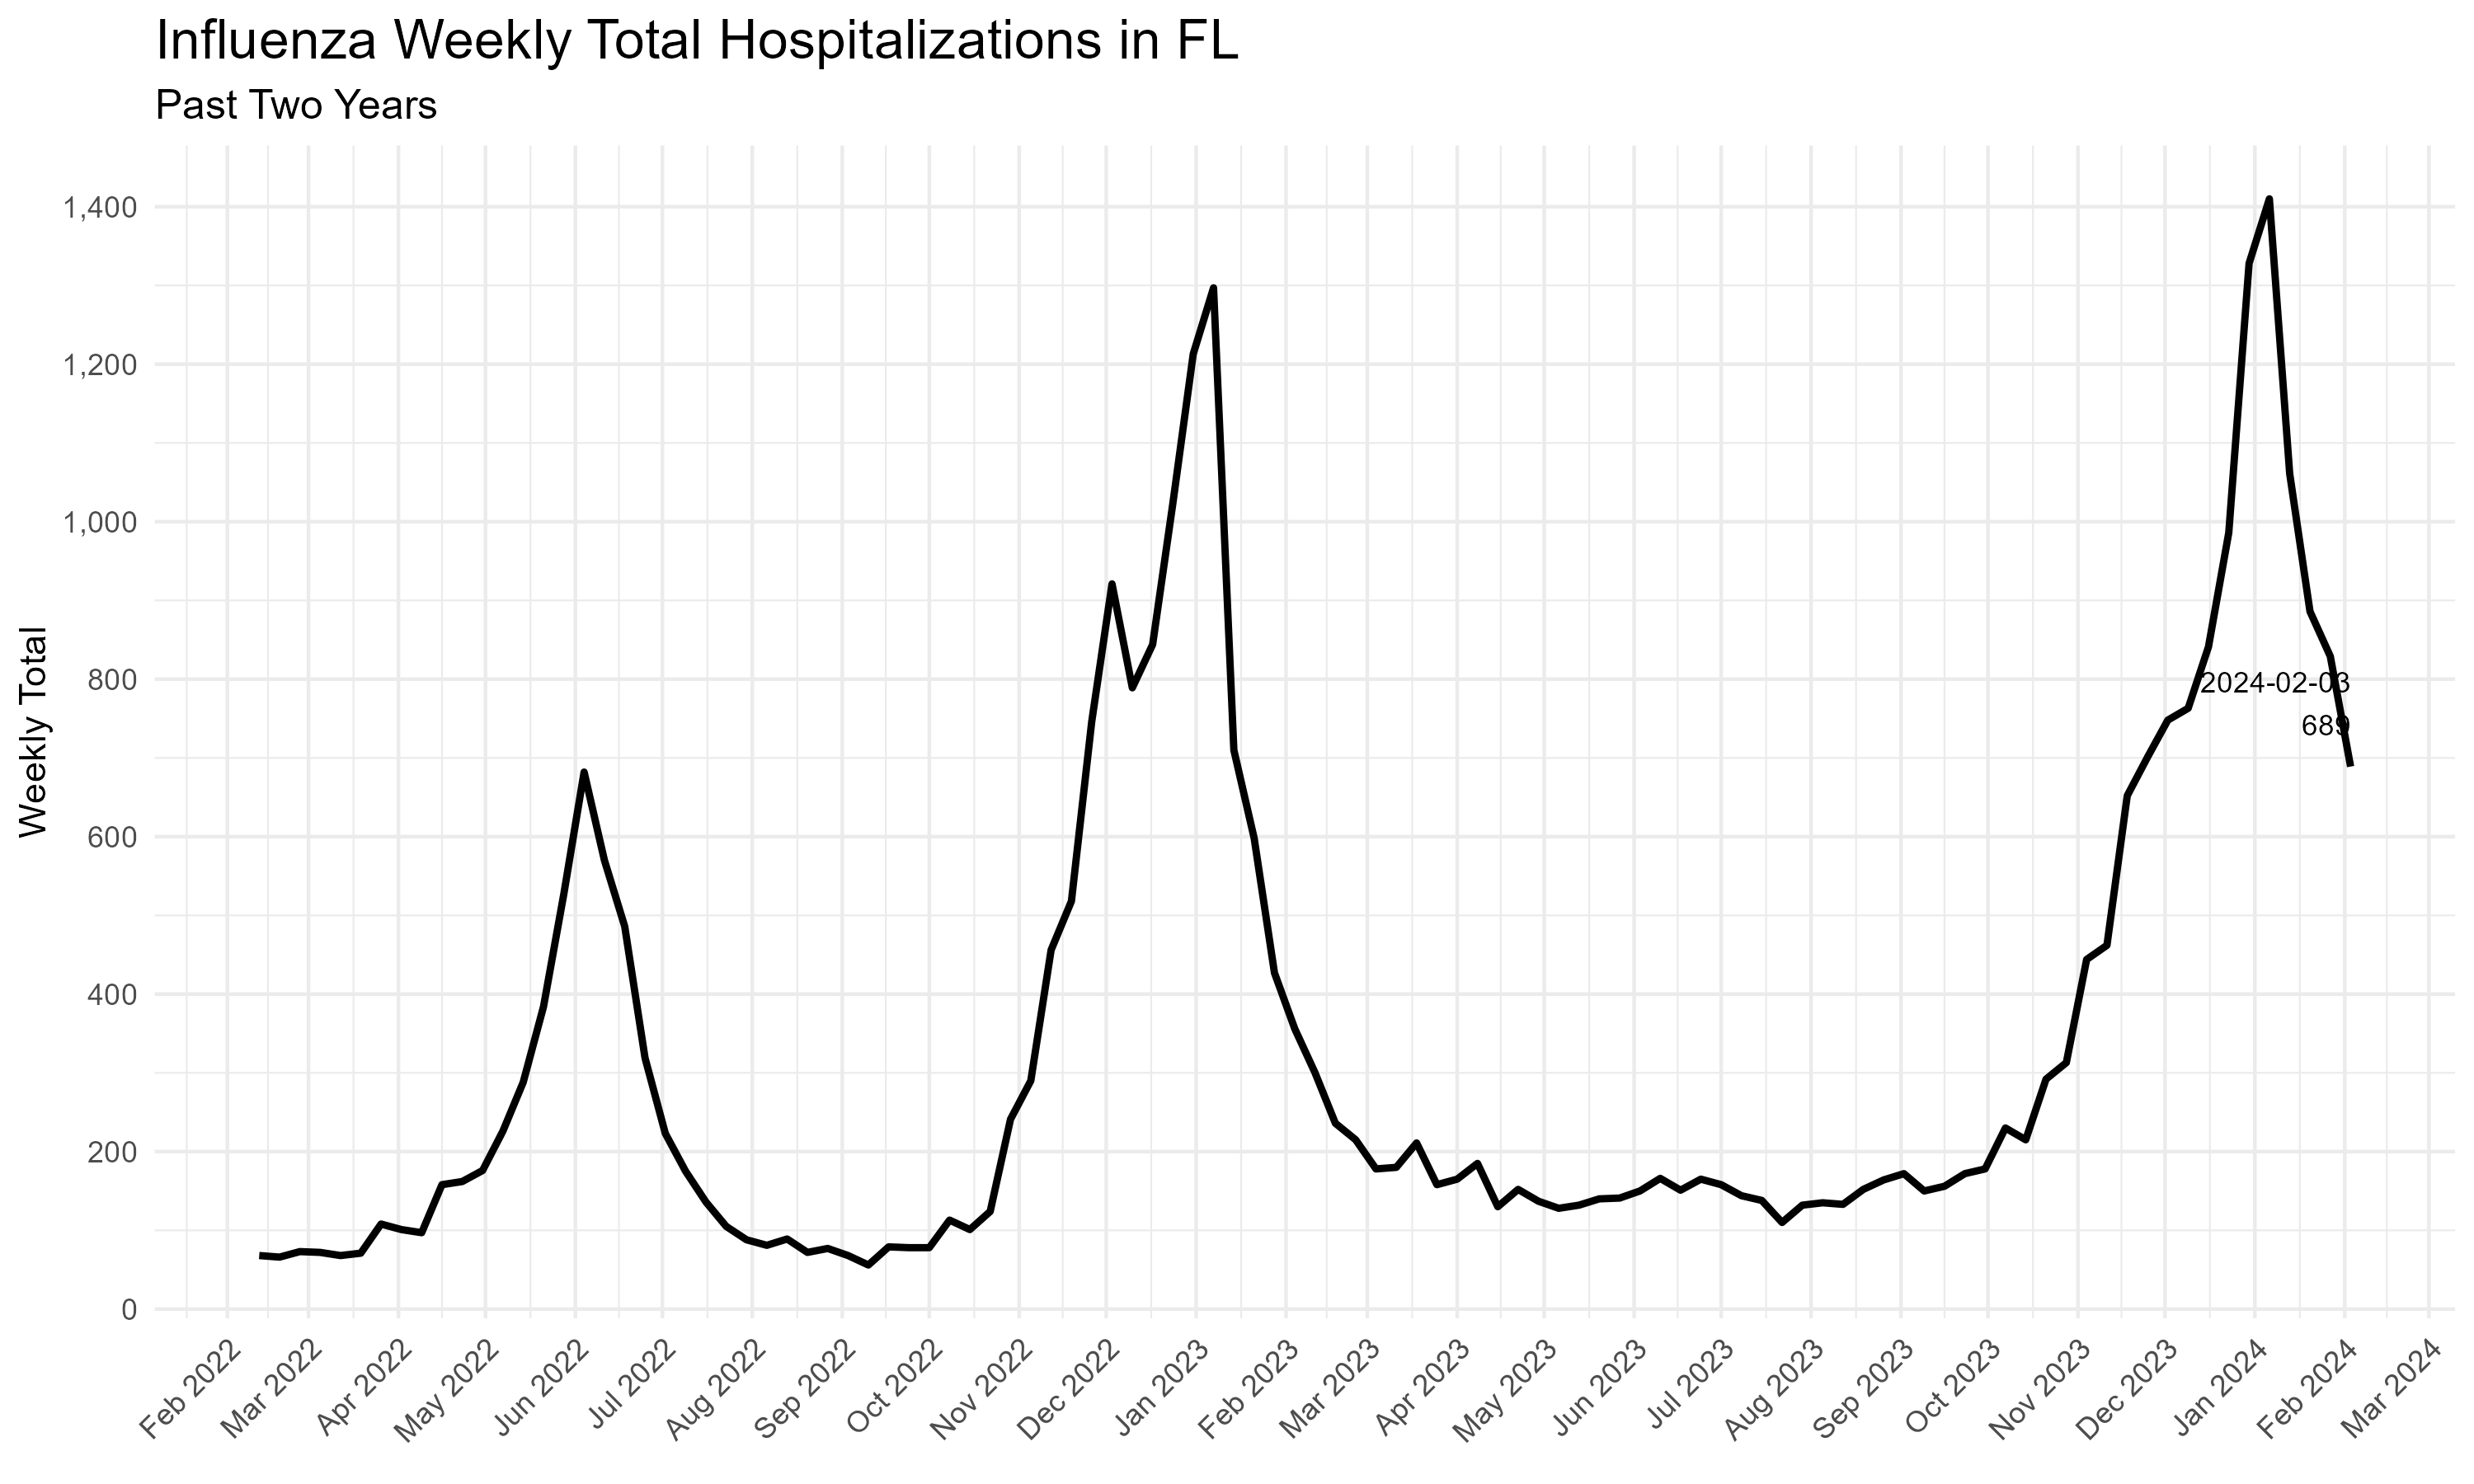 Influenza Weekly Total Hospitalizations in FL
Past Two Years
Weekly Total
1,400
1,200
1,000
800
600
400
200
0
2024-02-03
689
Feb 2022
Mar 2022
Apr 2022
May 2022
Jun 2022
Jul 2022
Aug 2022
Sep 2022
Oct 2022
Nov 2022
Dec 2022
Jan 2023
Feb 2023
Mar 2023
Apr 2023
May 2023
Jun 2023
Jul 2023
Aug 2023
Sep 2023
Oct 2023
Nov 2023
Dec 2023
Jan 2024
Feb 2024
Mar 2024